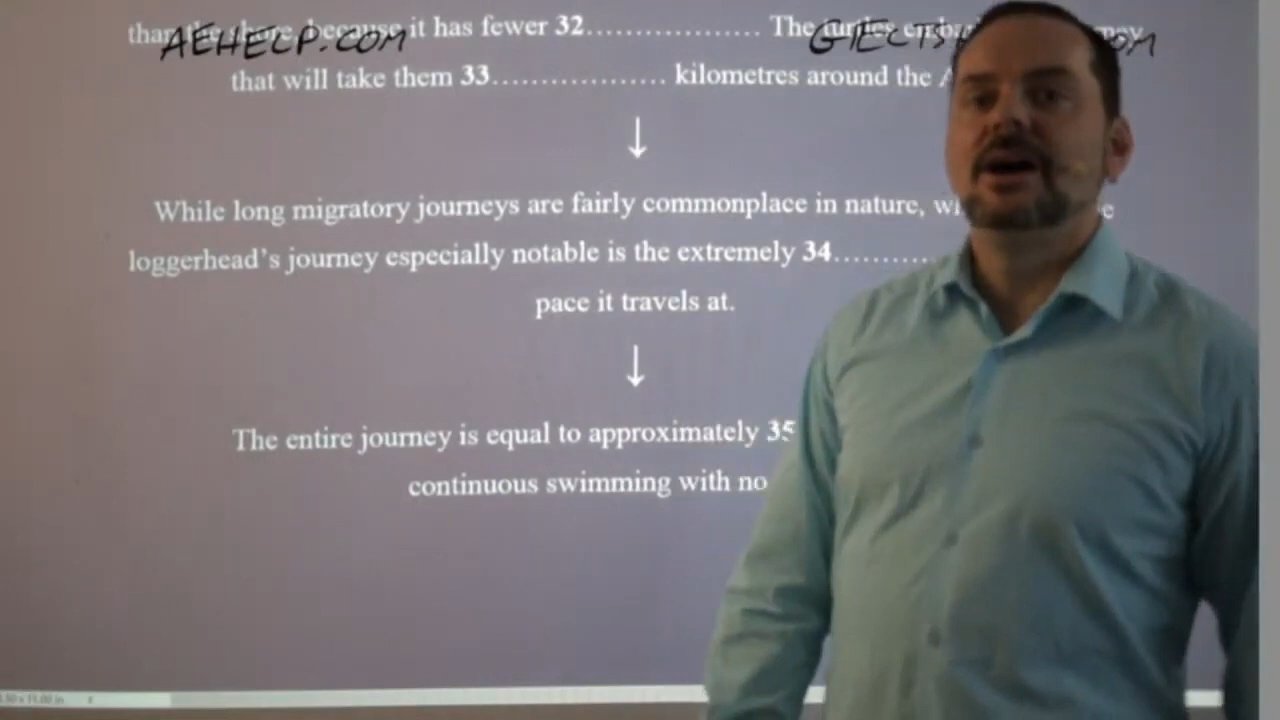 than the shore, because it has fewer 32................. The turtles
AEHELP.COM
that will take them 33................. kilometres around the
↓
While long migratory journeys are fairly commonplace in nature,
loggerhead's journey especially notable is the extremely 34..........
pace it travels at.
↓
The entire journey is equal to approximately 35
continuous swimming with no